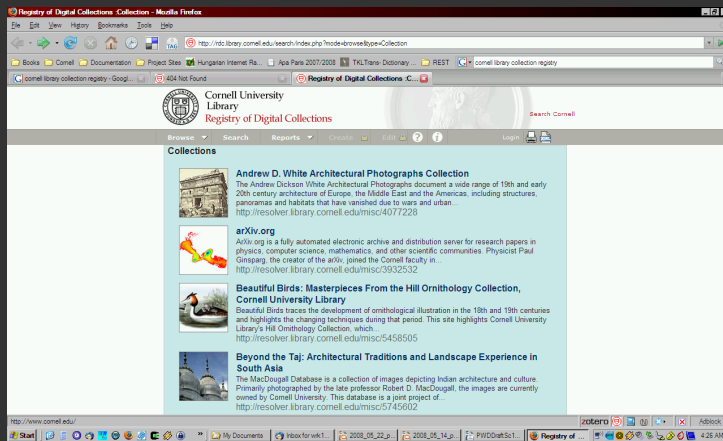 Registry of Digital Collections :Collection - Mozilla Firefox
File Edit View History Bookmarks Tools Help
TAG http://rdc.library.cornell.edu/search/index.php?mode=browse&type=Collection
Books Cornell Documentation Project Sites Hungarian Internet Ra... Apa Paris 2007/2008 TKLTrans- Dictionary ... REST cornell library collection registry
cornell library collection registry - Googl... 404 Not Found Registry of Digital Collections :C...
Cornell University
Library
Registry of Digital Collections
Search Cornell
Browse Search Reports Create Edit ? i Login
Collections
Andrew D. White Architectural Photographs Collection
The Andrew Dickson White Architectural Photographs document a wide range of 19th and early
20th century architecture of Europe, the Middle East and the Americas, including structures,
panoramas and habitats that have vanished due to wars and urban...
http://resolver.library.cornell.edu/misc/4077228
arXiv.org
ArXiv.org is a fully automated electronic archive and distribution server for research papers in
physics, computer science, mathematics, and other scientific communities. Physicist Paul
Ginsparg, the creator of the arXiv, joined the Cornell faculty in...
http://resolver.library.cornell.edu/misc/3932532
Beautiful Birds: Masterpieces From the Hill Ornithology Collection,
Cornell University Library
Beautiful Birds traces the development of ornithological illustration in the 18th and 19th centuries
and highlights the changing techniques during that period. This site highlights Cornell University
Library's Hill Ornithology Collection, which...
http://resolver.library.cornell.edu/misc/5458505
Beyond the Taj: Architectural Traditions and Landscape Experience in
South Asia
The MacDougall Database is a collection of images depicting Indian architecture and culture.
Primarily photographed by the late professor Robert D. MacDougall, the images are currently
owned by Cornell University. This database is a joint project of...
http://resolver.library.cornell.edu/misc/5745602
http://www.cornell.edu/ zotero Adblock
Start My Documents Inbox for wrk1... 2008_05_22_p... 2008_05_14_p... PWDDraftSo1... Registry of ... 4:25 AM